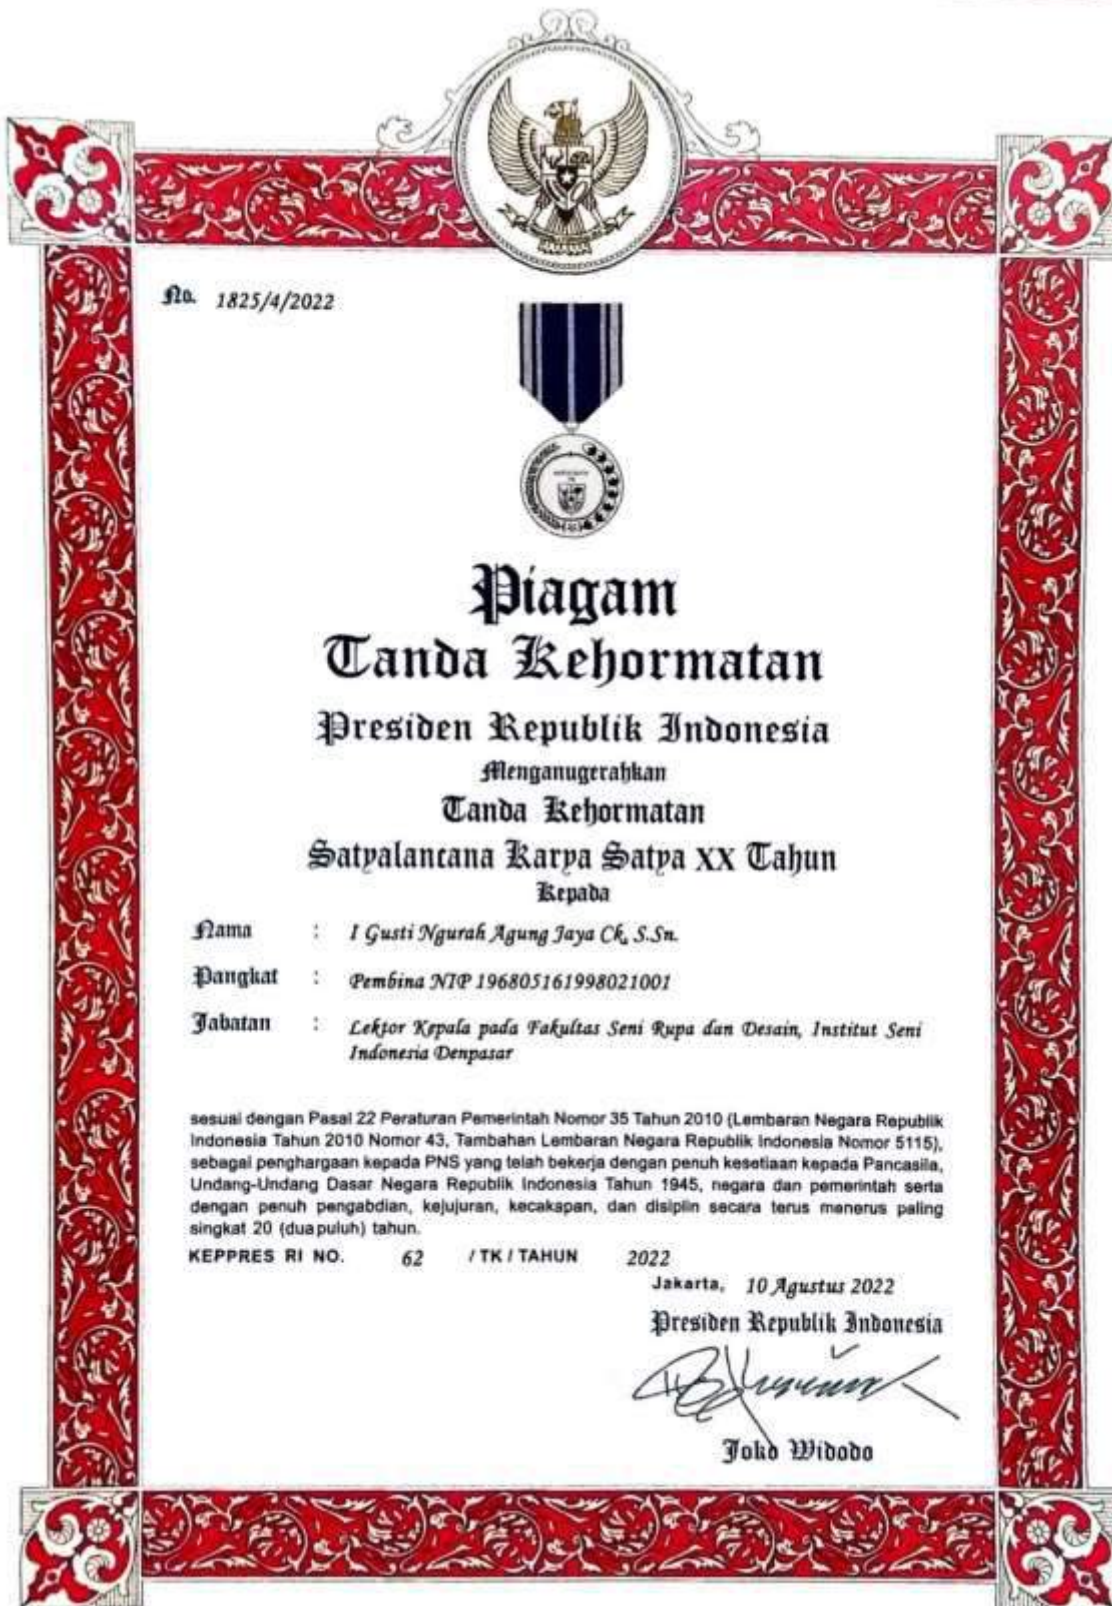 No. 1825/4/2022
Piagam
Tanda Kehormatan
Presiden Republik Indonesia
Menganugerahkan
Tanda Kehormatan
Satyalancana Karya Satya XX Tahun
Kepada
Nama : I Gusti Ngurah Agung Jaya Ck, S.Sn.
Pangkat : Pembina NIP 196805161998021001
Jabatan : Lektor Kepala pada Fakultas Seni Rupa dan Desain, Institut Seni
Indonesia Denpasar
sesuai dengan Pasal 22 Peraturan Pemerintah Nomor 35 Tahun 2010 (Lembaran Negara Republik
Indonesia Tahun 2010 Nomor 43, Tambahan Lembaran Negara Republik Indonesia Nomor 5115),
sebagai penghargaan kepada PNS yang telah bekerja dengan penuh kesetiaan kepada Pancasila,
Undang-Undang Dasar Negara Republik Indonesia Tahun 1945, negara dan pemerintah serta
dengan penuh pengabdian, kejujuran, kecakapan, dan disiplin secara terus menerus paling
singkat 20 (dua puluh) tahun.
KEPPRES RI NO. 62 / TK / TAHUN 2022
Jakarta, 10 Agustus 2022
Presiden Republik Indonesia
Joko Widodo